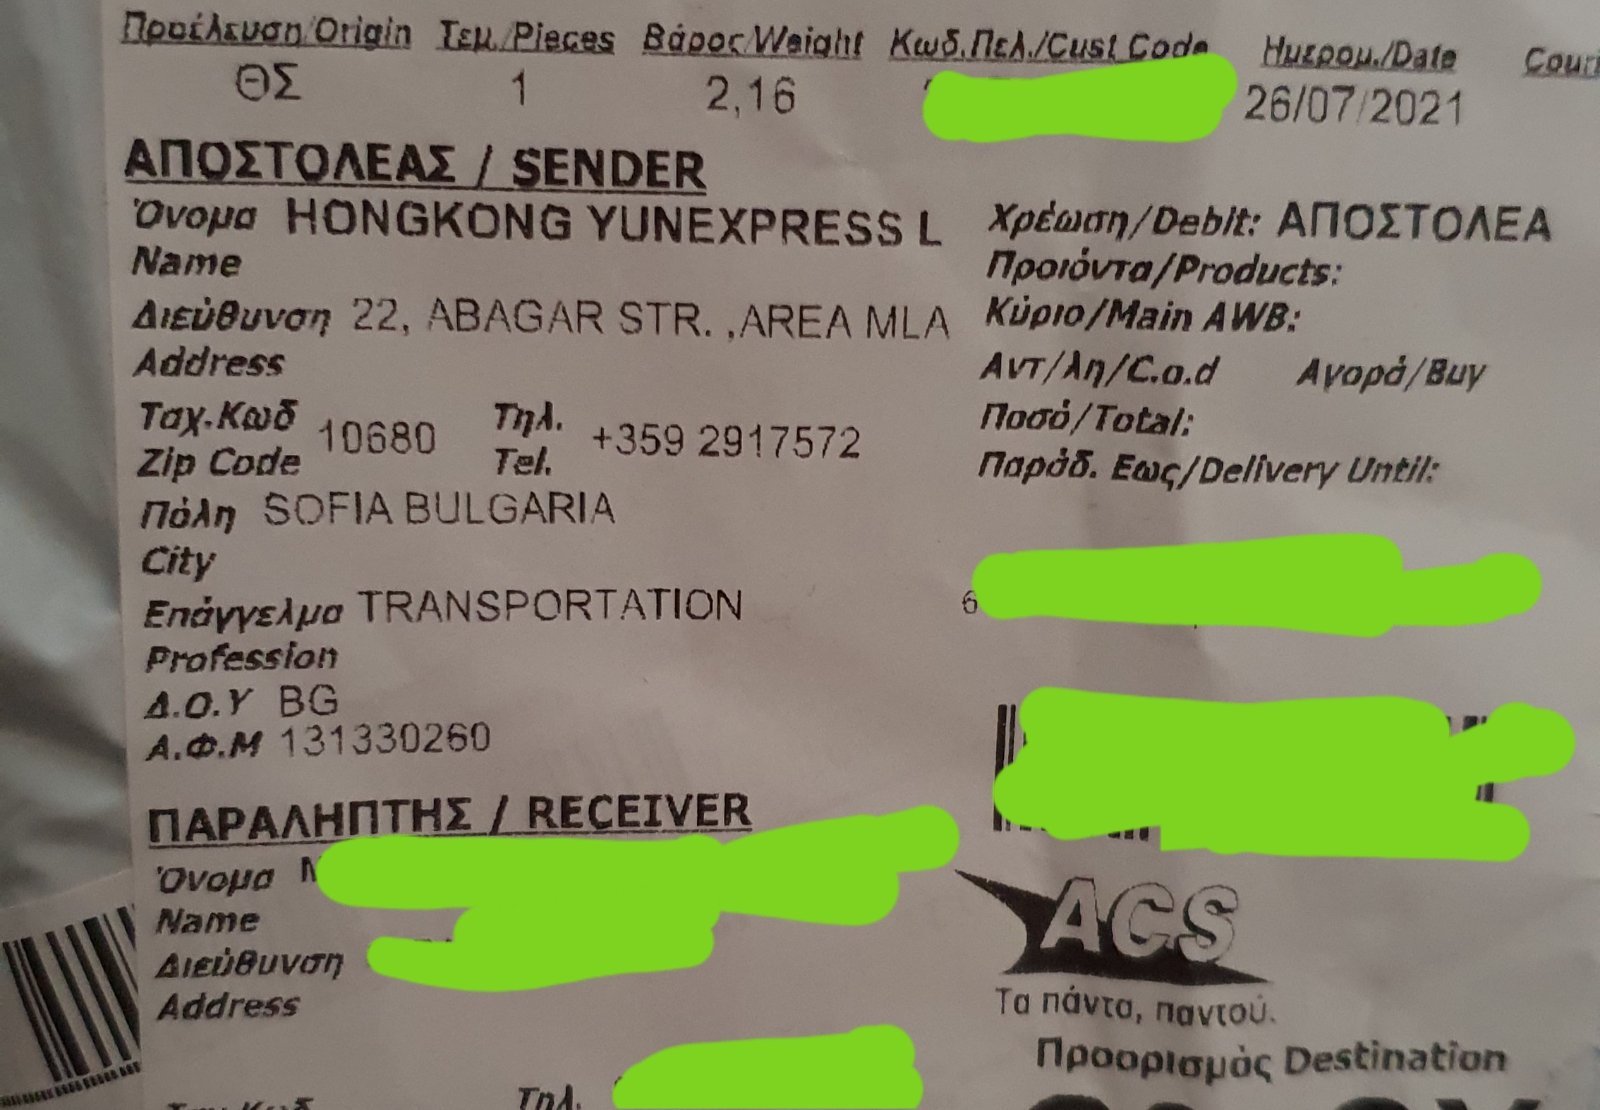 Προέλευση/Origin Τεμ./Pieces Βάρος/Weight Κωδ.Πελ./Cust Code Ημερομ./Date
ΘΣ 1 2,16 26/07/2021
ΑΠΟΣΤΟΛΕΑΣ / SENDER
Όνομα HONGKONG YUNEXPRESS L
Name
Διεύθυνση 22, ABAGAR STR. ,AREA MLA
Address
Ταχ.Κωδ 10680 Τηλ. +359 2917572
Zip Code Tel.
Πόλη SOFIA BULGARIA
City
Επάγγελμα TRANSPORTATION
Profession
Δ.Ο.Υ BG
Α.Φ.Μ 131330260
Χρέωση/Debit: ΑΠΟΣΤΟΛΕΑ
Προιόντα/Products:
Κύριο/Main AWB:
Αντ/λη/C.o.d Αγορά/Buy
Ποσό/Total:
Παράδ. Εως/Delivery Until:
6
ΠΑΡΑΛΗΠΤΗΣ / RECEIVER
Όνομα
Name
Διεύθυνση
Address
Τηλ.
ACS
Τα πάντα, παντού.
Προορισμός Destination